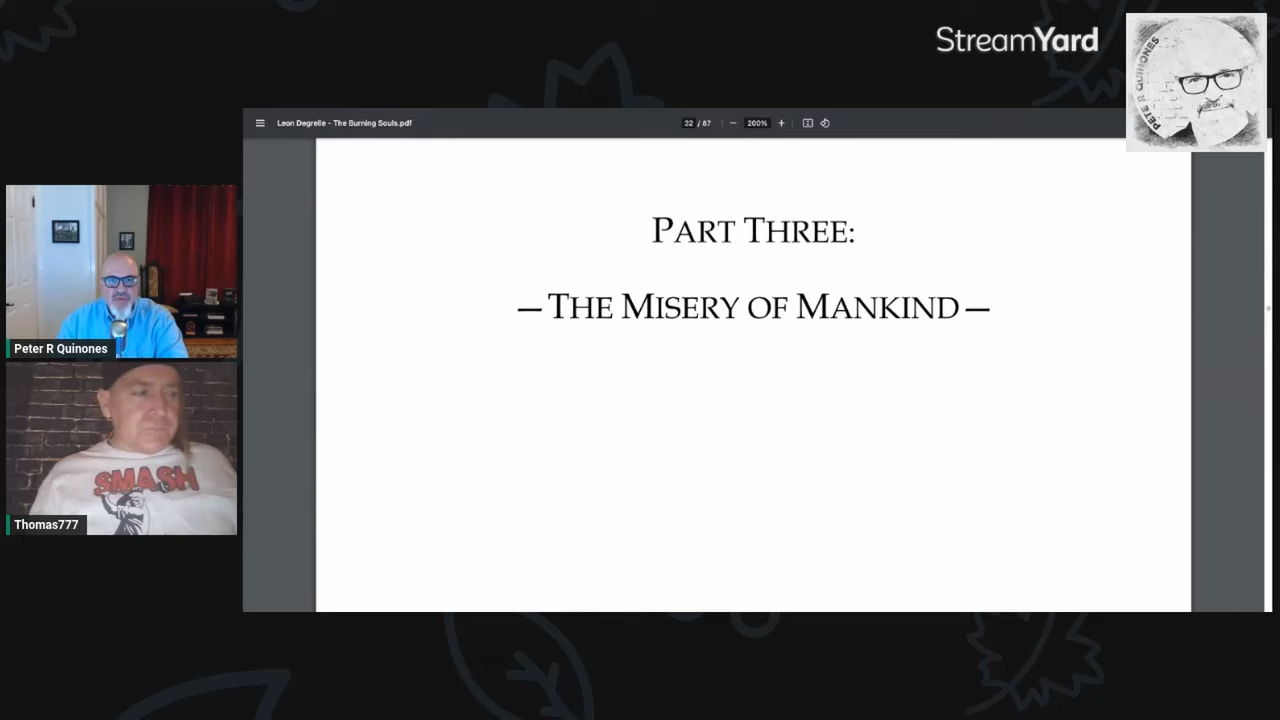 StreamYard
PETE R QUINONES
Leon Degrelle - The Burning Souls.pdf
32 / 87
200%
PART THREE:
— THE MISERY OF MANKIND —
Peter R Quinones
SMASH
Thomas777